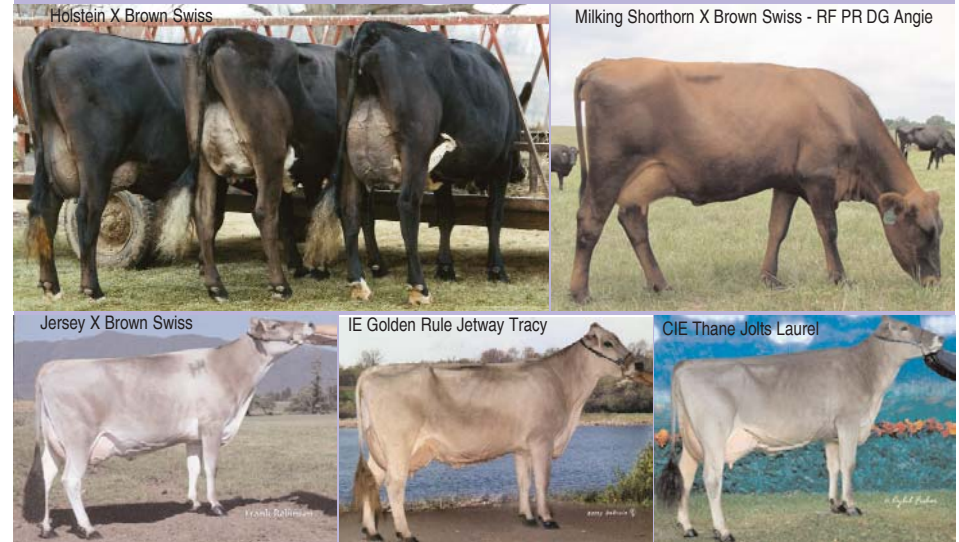 Holstein X Brown Swiss
Milking Shorthorn X Brown Swiss - RF PR DG Angie
Jersey X Brown Swiss
IE Golden Rule Jetway Tracy
CIE Thane Jolts Laurel
Frank Robinson